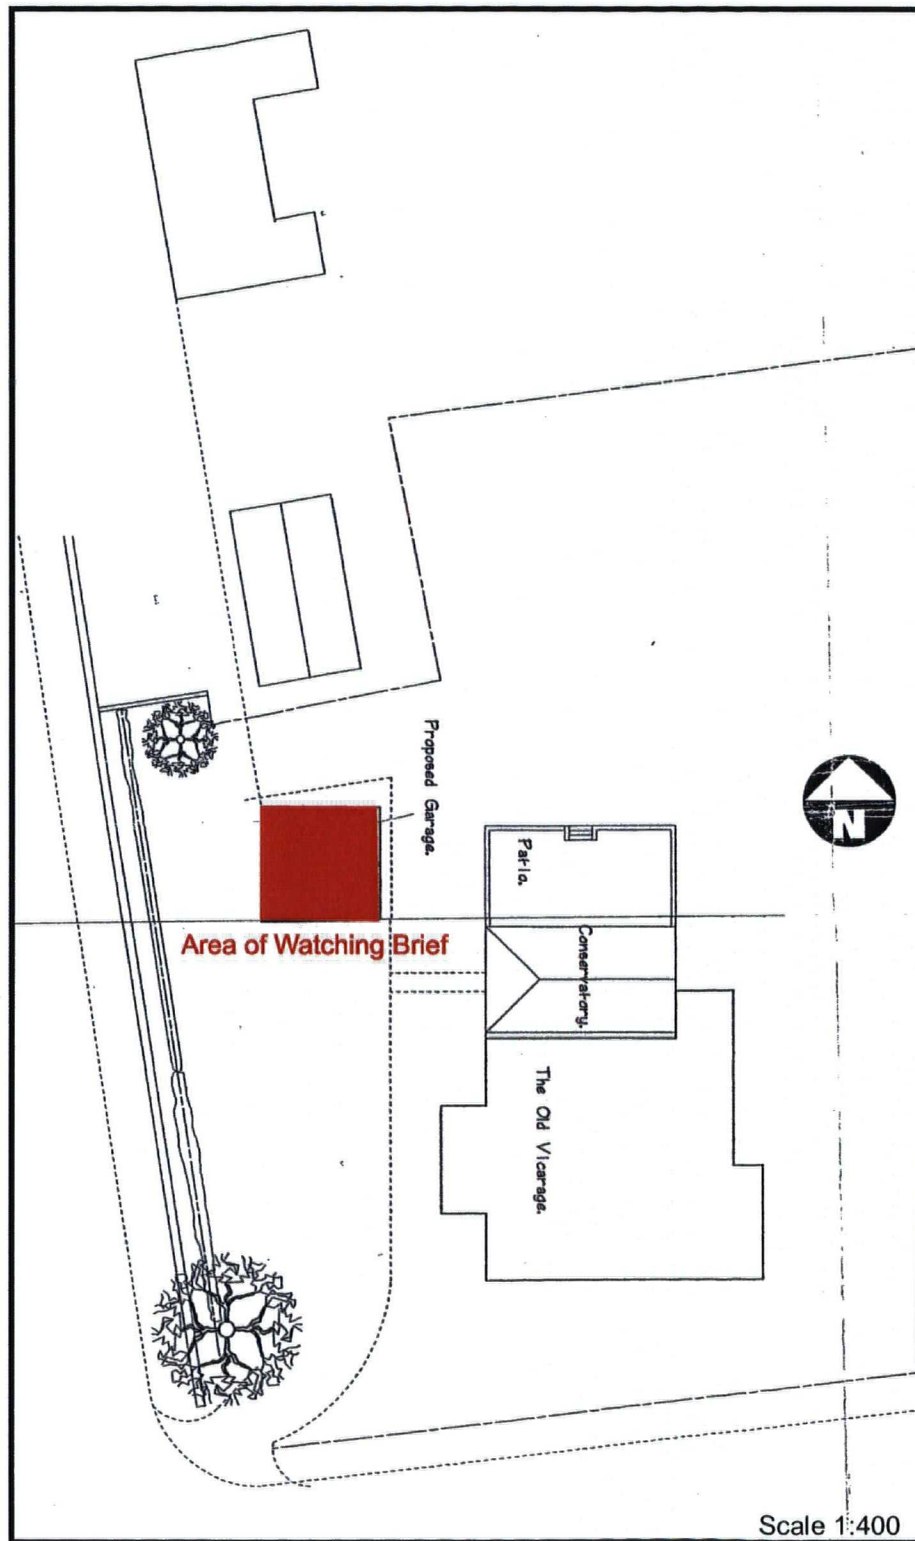 Proposed Garage.
N
Patio.
Area of Watching Brief
Conservatory.
The Old Vicarage.
Scale 1:400